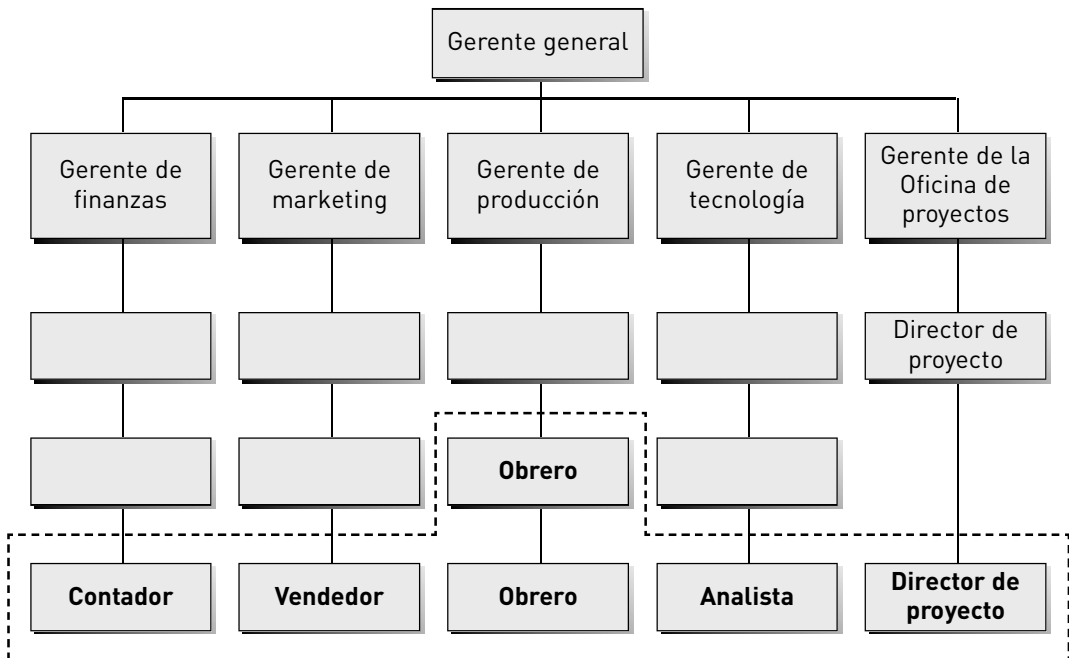 Gerente general
Gerente de
finanzas
Gerente de
marketing
Gerente de
producción
Gerente de
tecnología
Gerente de la
Oficina de
proyectos
Director de
proyecto
Obrero
Contador
Vendedor
Obrero
Analista
Director de
proyecto